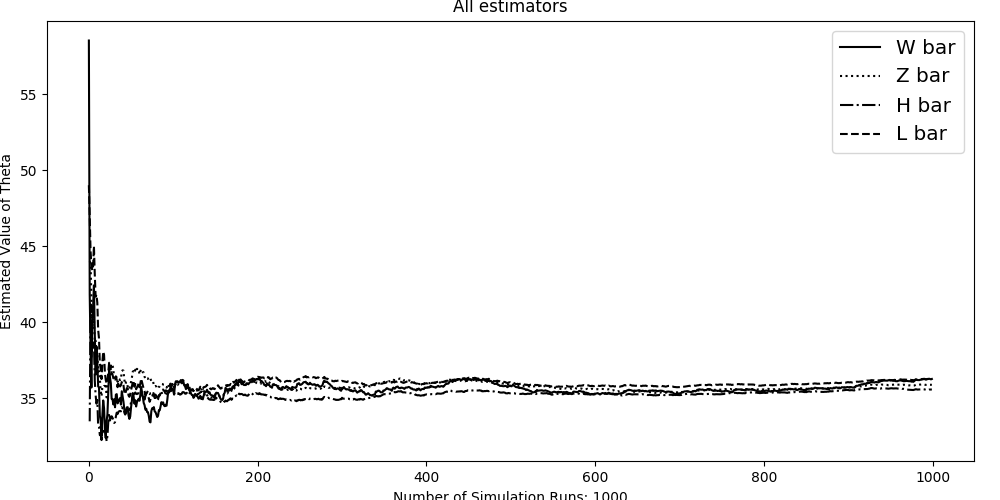 All estimators
W bar
Z bar
H bar
L bar
Estimated Value of Theta
55
50
45
40
35
0 200 400 600 800 1000
Number of Simulation Runs: 1000